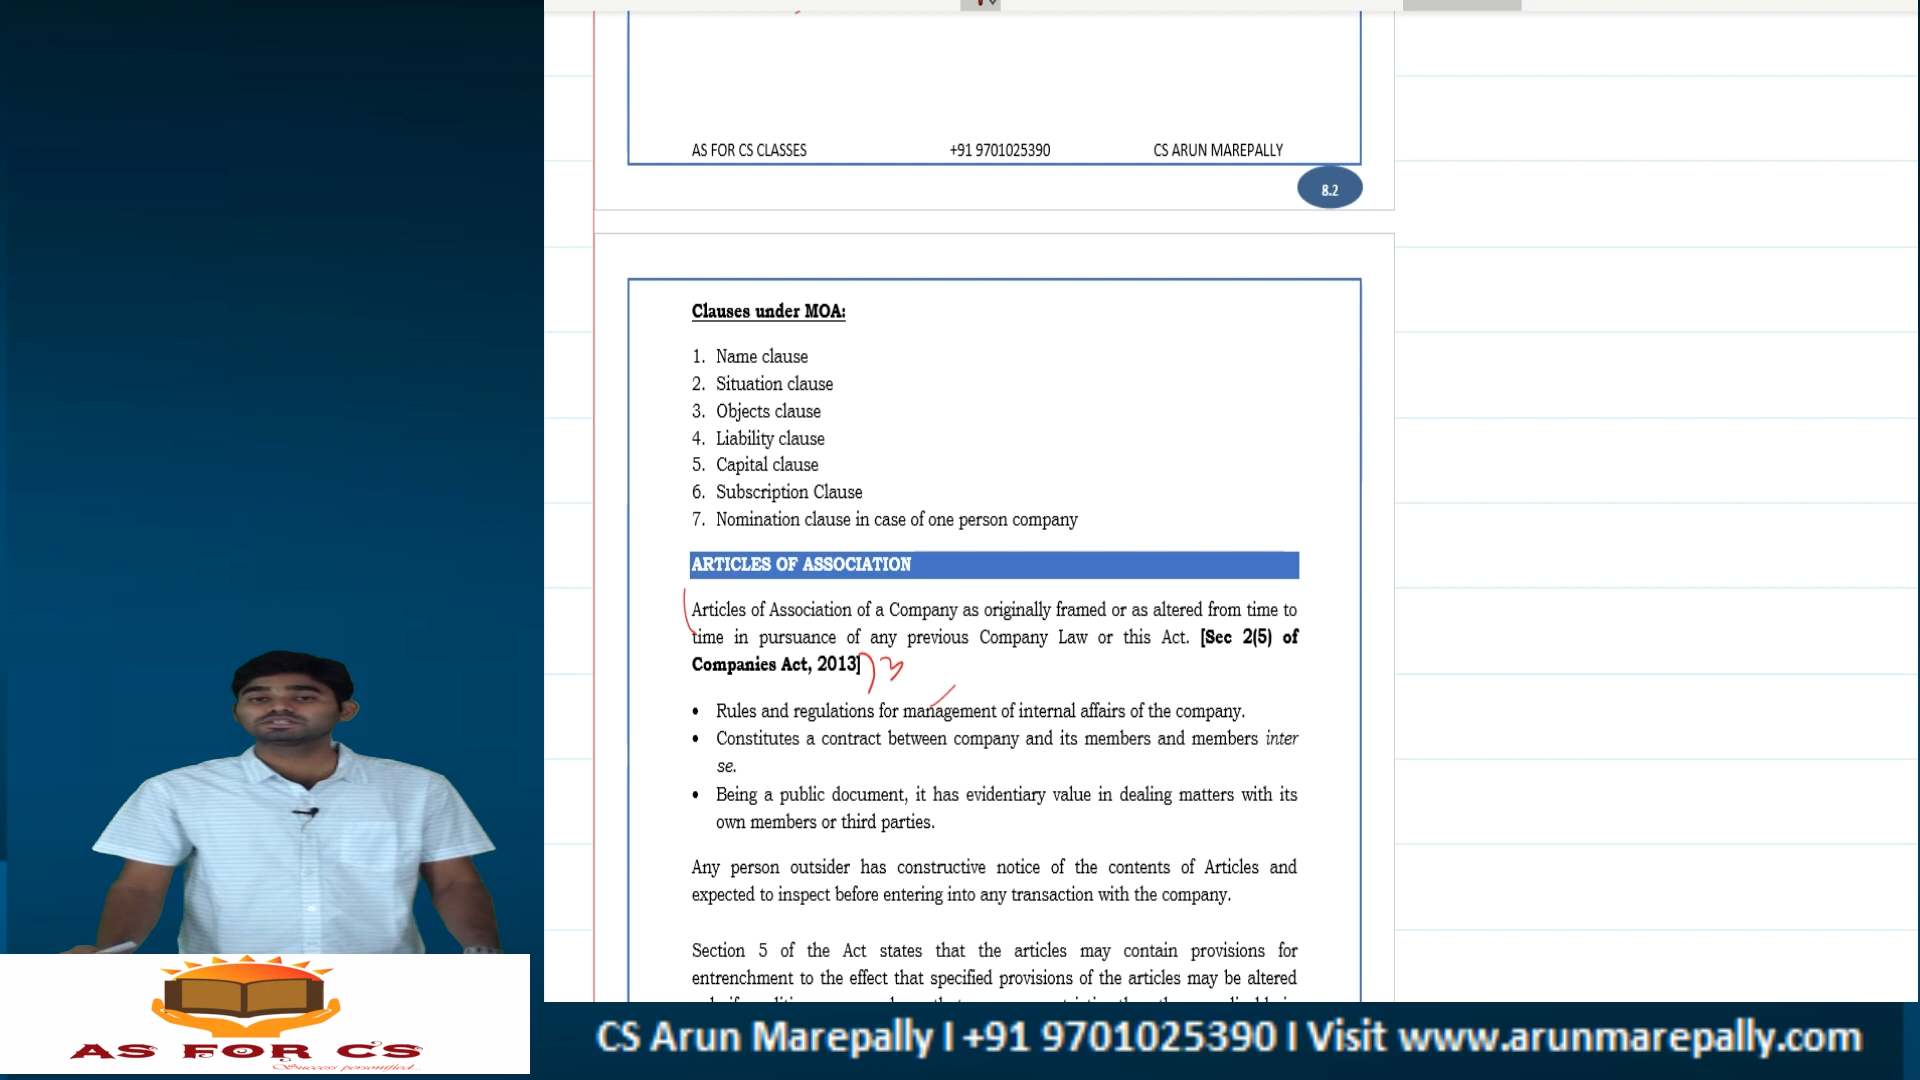 AS FOR CS CLASSES +91 9701025390 CS ARUN MAREPALLY
8.2
Clauses under MOA:
1. Name clause
2. Situation clause
3. Objects clause
4. Liability clause
5. Capital clause
6. Subscription Clause
7. Nomination clause in case of one person company
ARTICLES OF ASSOCIATION
Articles of Association of a Company as originally framed or as altered from time to
time in pursuance of any previous Company Law or this Act. [Sec 2(5) of
Companies Act, 2013]
• Rules and regulations for management of internal affairs of the company.
• Constitutes a contract between company and its members and members inter
se.
• Being a public document, it has evidentiary value in dealing matters with its
own members or third parties.
Any person outsider has constructive notice of the contents of Articles and
expected to inspect before entering into any transaction with the company.
Section 5 of the Act states that the articles may contain provisions for
entrenchment to the effect that specified provisions of the articles may be altered
AS FOR CS
Success personified...
CS Arun Marepally I +91 9701025390 I Visit www.arunmarepally.com